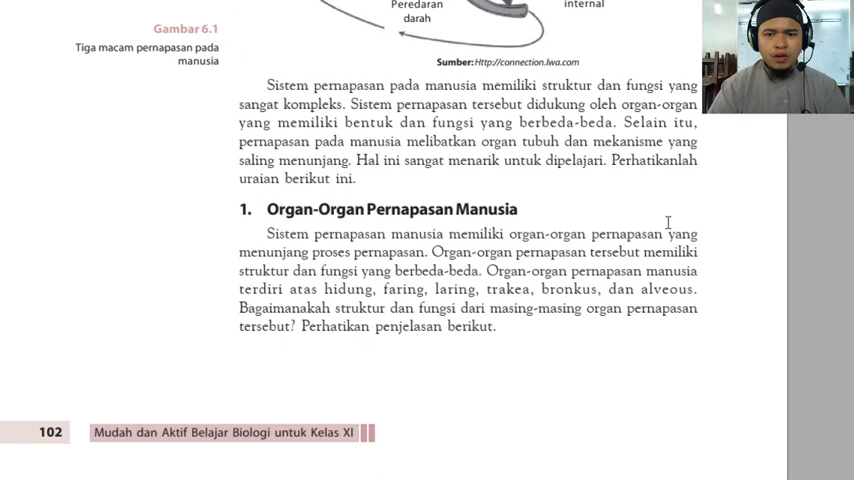 Peredaran
darah
internal
Gambar 6.1
Tiga macam pernapasan pada
manusia
Sumber: Http://connection.lwa.com
Sistem pernapasan pada manusia memiliki struktur dan fungsi yang
sangat kompleks. Sistem pernapasan tersebut didukung oleh organ-organ
yang memiliki bentuk dan fungsi yang berbeda-beda. Selain itu,
pernapasan pada manusia melibatkan organ tubuh dan mekanisme yang
saling menunjang. Hal ini sangat menarik untuk dipelajari. Perhatikanlah
uraian berikut ini.
1. Organ-Organ Pernapasan Manusia
Sistem pernapasan manusia memiliki organ-organ pernapasan yang
menunjang proses pernapasan. Organ-organ pernapasan tersebut memiliki
struktur dan fungsi yang berbeda-beda. Organ-organ pernapasan manusia
terdiri atas hidung, faring, laring, trakea, bronkus, dan alveous.
Bagaimanakah struktur dan fungsi dari masing-masing organ pernapasan
tersebut? Perhatikan penjelasan berikut.
102 Mudah dan Aktif Belajar Biologi untuk Kelas XI